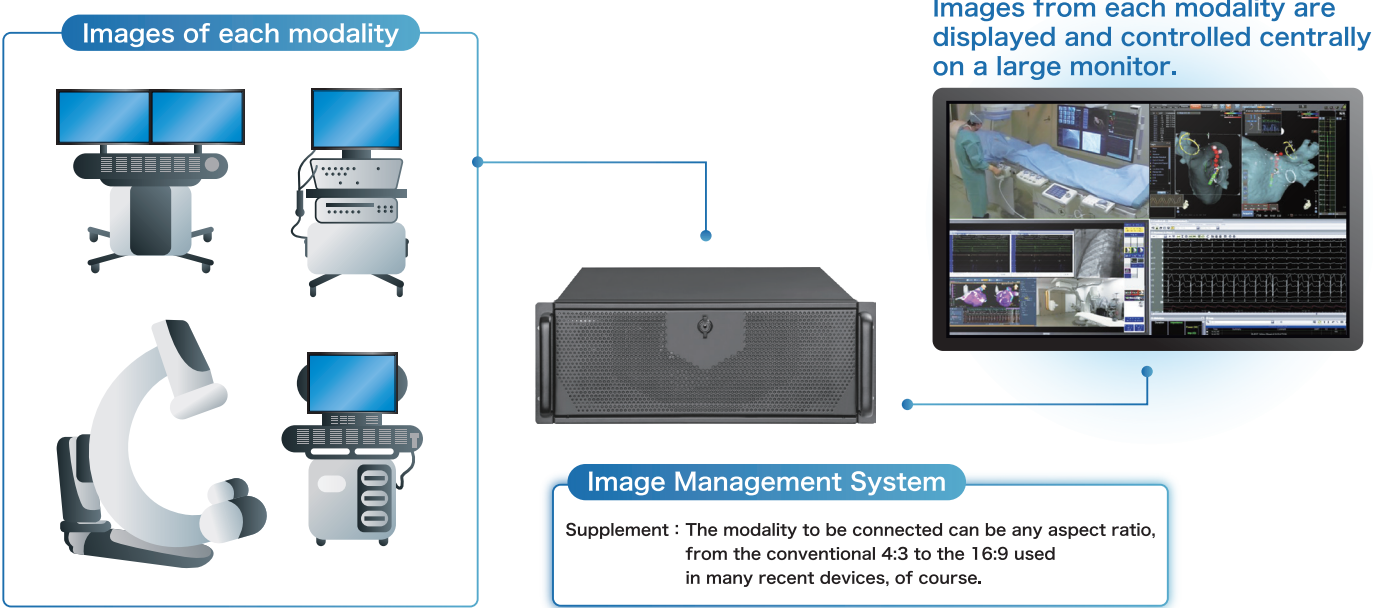 Images of each modality
Images from each modality are
displayed and controlled centrally
on a large monitor.
Image Management System
Supplement : The modality to be connected can be any aspect ratio,
from the conventional 4:3 to the 16:9 used
in many recent devices, of course.